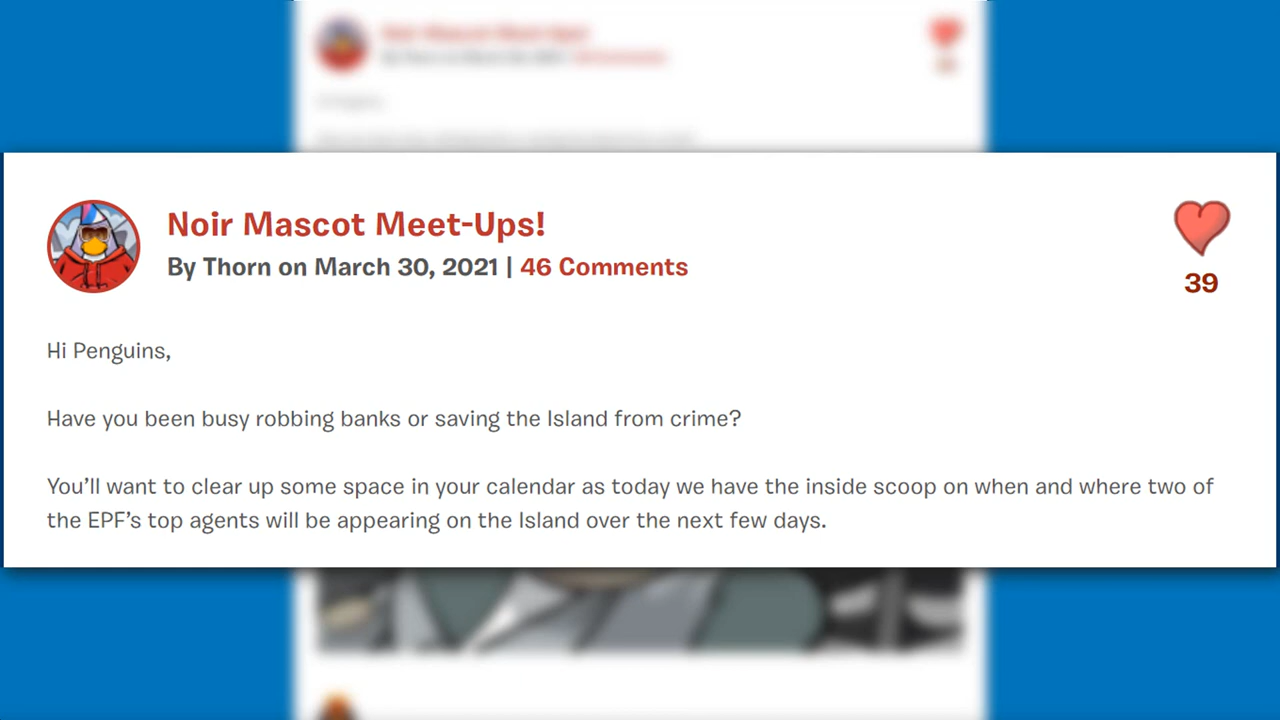 Noir Mascot Meet-Ups!
By Thorn on March 30, 2021 | 46 Comments
39
Hi Penguins,
Have you been busy robbing banks or saving the Island from crime?
You'll want to clear up some space in your calendar as today we have the inside scoop on when and where two of
the EPF's top agents will be appearing on the Island over the next few days.